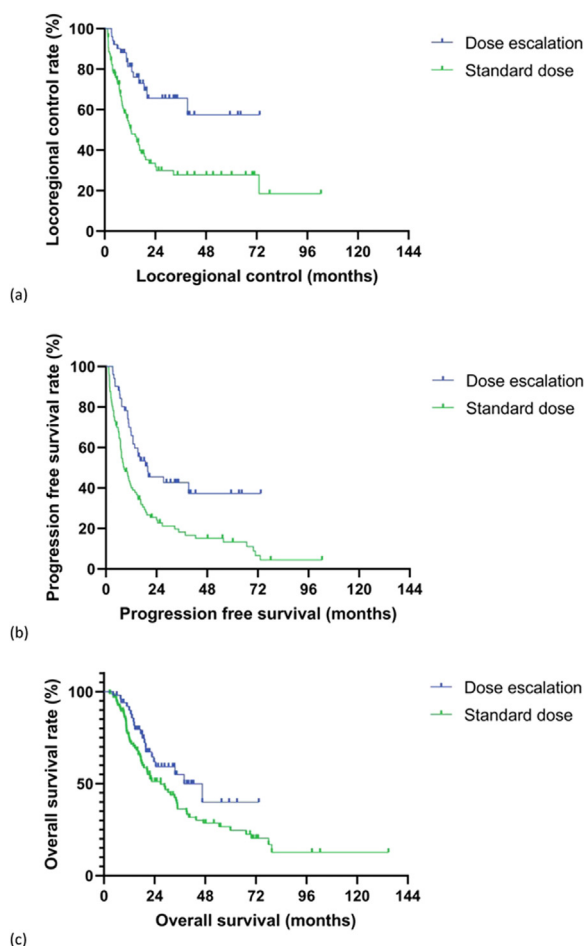 Locoregional control rate (%)
100
80
60
40
20
0
0 24 48 72 96 120 144
Locoregional control (months)
Dose escalation
Standard dose
(a)
Progression free survival rate (%)
100
80
60
40
20
0
0 24 48 72 96 120 144
Progression free survival (months)
Dose escalation
Standard dose
(b)
Overall survival rate (%)
100
50
0
0 24 48 72 96 120 144
Overall survival (months)
Dose escalation
Standard dose
(c)